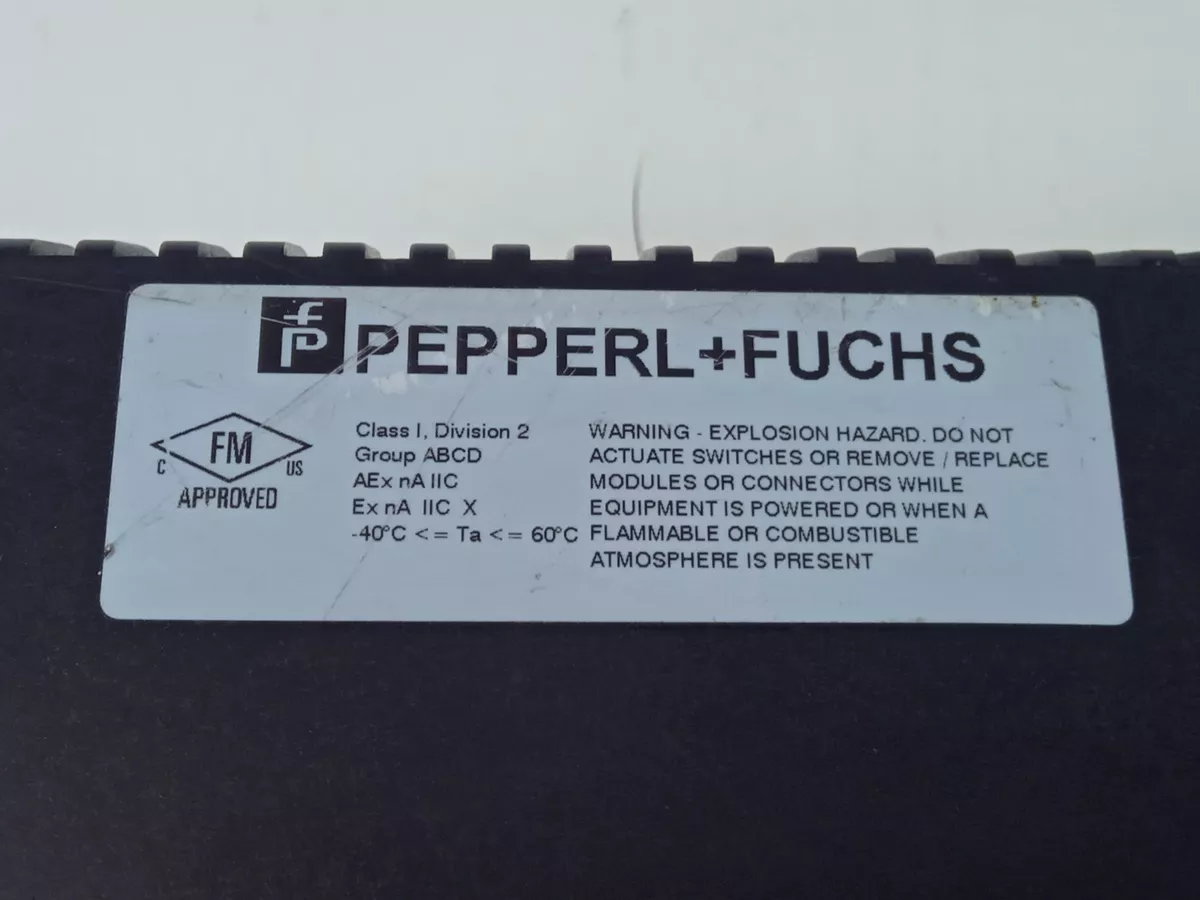 fp PEPPERL+FUCHS
C FM US
APPROVED
Class I, Division 2
Group ABCD
AEx nA IIC
Ex nA IIC X
-40°C <= Ta <= 60°C
WARNING - EXPLOSION HAZARD. DO NOT
ACTUATE SWITCHES OR REMOVE / REPLACE
MODULES OR CONNECTORS WHILE
EQUIPMENT IS POWERED OR WHEN A
FLAMMABLE OR COMBUSTIBLE
ATMOSPHERE IS PRESENT